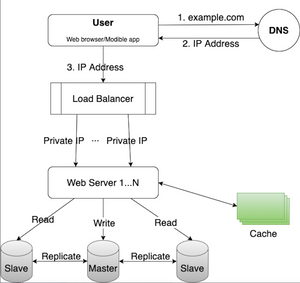 User
Web browser/Modible app
1. example.com
DNS
2. IP Address
3. IP Address
Load Balancer
Private IP ... Private IP
Web Server 1...N
Read
Write
Read
Cache
Slave
Replicate
Master
Replicate
Slave